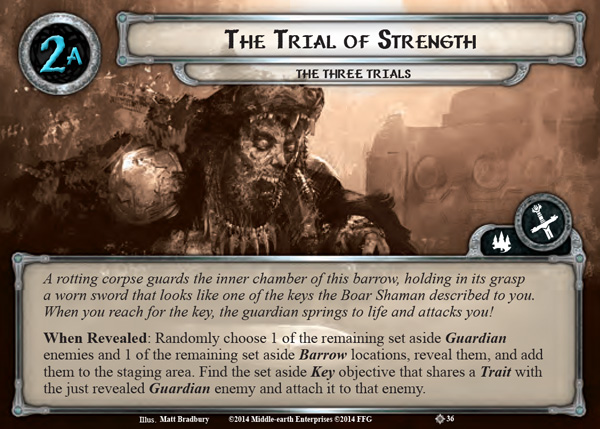 2A
THE TRIAL OF STRENGTH
THE THREE TRIALS
A rotting corpse guards the inner chamber of this barrow, holding in its grasp
a worn sword that looks like one of the keys the Boar Shaman described to you.
When you reach for the key, the guardian springs to life and attacks you!
When Revealed: Randomly choose 1 of the remaining set aside Guardian
enemies and 1 of the remaining set aside Barrow locations, reveal them, and add
them to the staging area. Find the set aside Key objective that shares a Trait with
the just revealed Guardian enemy and attach it to that enemy.
Illus. Matt Bradbury ©2014 Middle-earth Enterprises ©2014 FFG 36